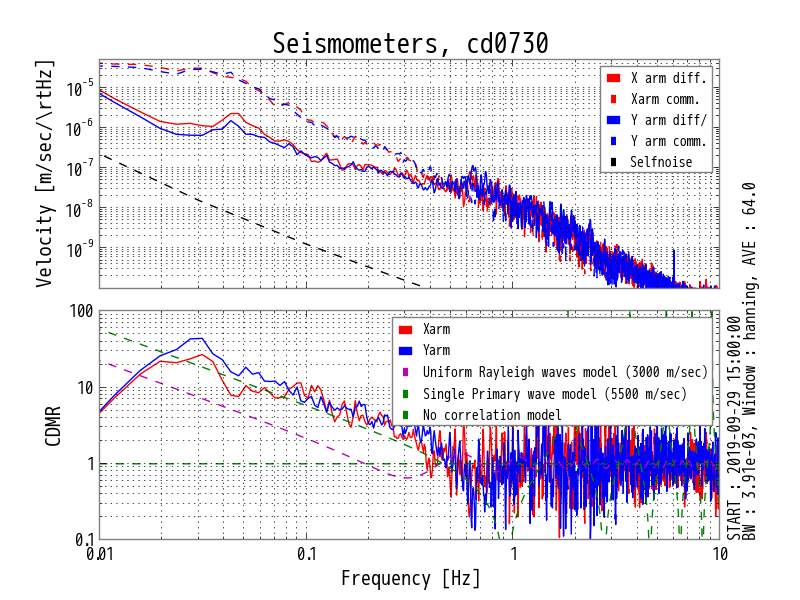 Seismometers, cd0730
Velocity [m/sec/\rtHz]
10-5
10-6
10-7
10-8
10-9
X arm diff.
Xarm comm.
Y arm diff/
Y arm comm.
Selfnoise
CDMR
100
10
1
0.1
Xarm
Yarm
Uniform Rayleigh waves model (3000 m/sec)
Single Primary wave model (5500 m/sec)
No correlation model
0.01
0.1
1
10
Frequency [Hz]
START : 2019-09-29 15:00:00
BW : 3.91e-03, Window : hanning, AVE : 64.0